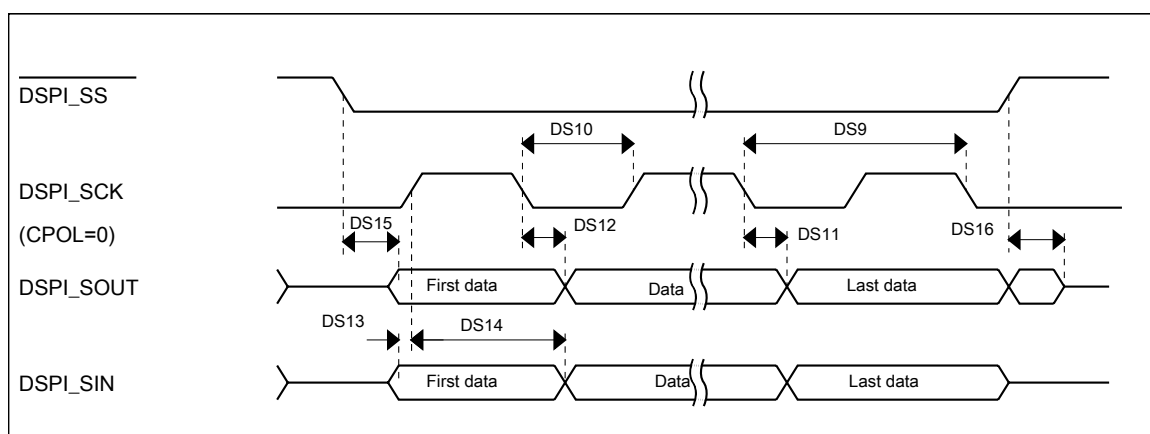 DSPI_SS
DS10
DS9
DSPI_SCK
(CPOL=0)
DS15
DS12
DS11
DS16
DSPI_SOUT
First data
Data
Last data
DS13
DS14
DSPI_SIN
First data
Data
Last data